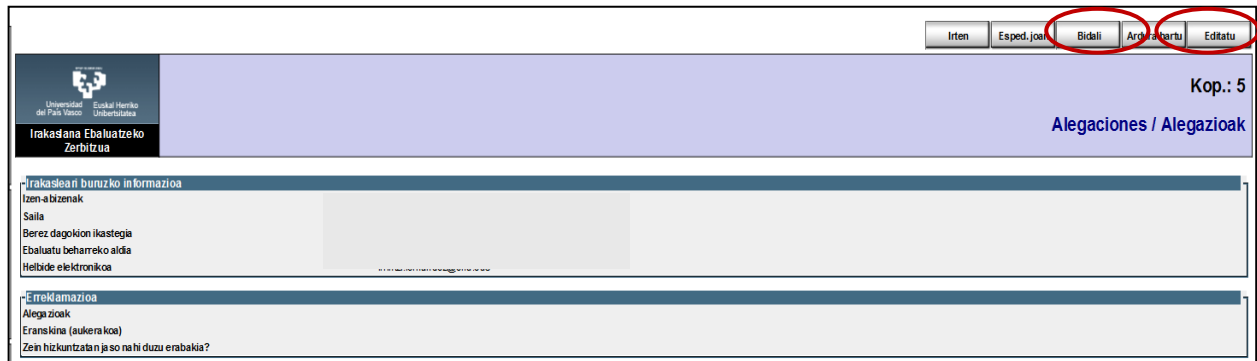 Irten Esped. joan Bidali Ardura hartu Editatu
Universidad del País Vasco
Euskal Herriko Unibertsitatea
Irakaslana Ebaluatzeko
Zerbitzua
Kop.: 5
Alegaciones / Alegazioak
Irakasleari buruzko informazioa
Izen-abizenak
Saila
Berez dagokion ikastegia
Ebaluatu beharreko aldia
Helbide elektronikoa
Erreklamazioa
Alegazioak
Eranskina (aukerakoa)
Zein hizkuntzatan jaso nahi duzu erabakia?